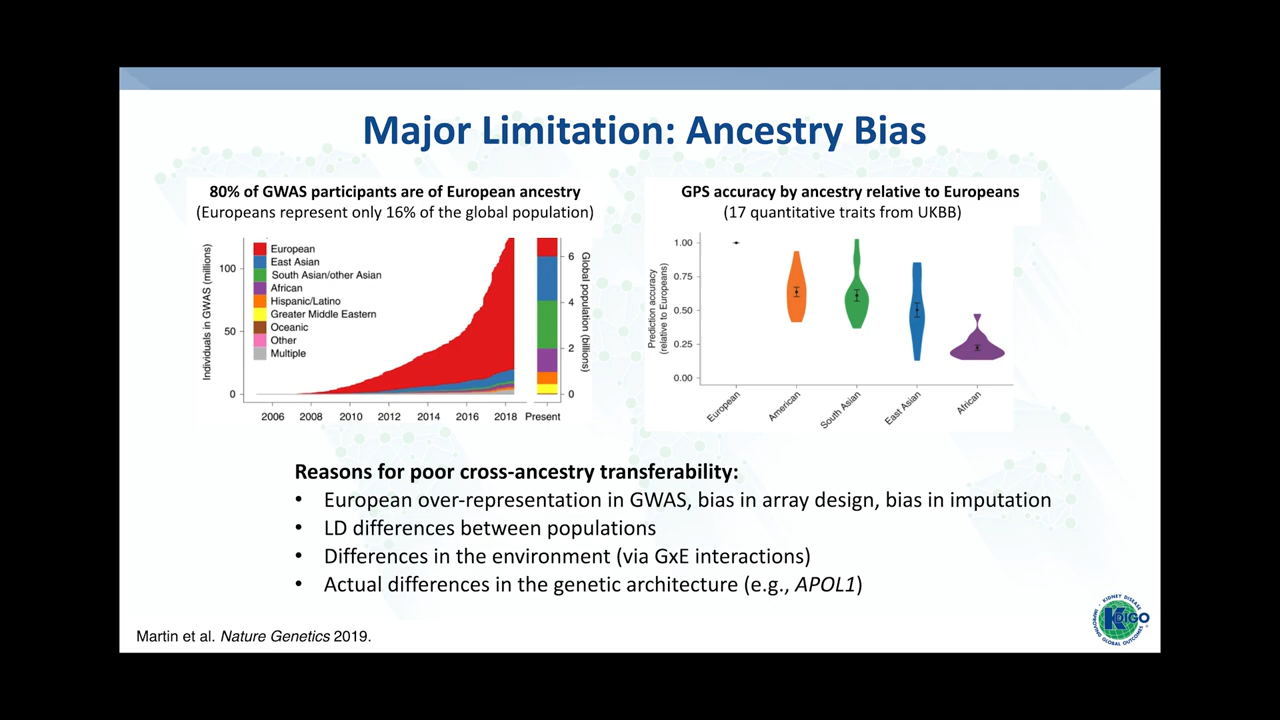 Major Limitation: Ancestry Bias
80% of GWAS participants are of European ancestry
(Europeans represent only 16% of the global population)
Individuals in GWAS (millions)
100
50
0
European
East Asian
South Asian/other Asian
African
Hispanic/Latino
Greater Middle Eastern
Oceanic
Other
Multiple
2006 2008 2010 2012 2014 2016 2018 Present
6
4
2
0
Global population (billions)
GPS accuracy by ancestry relative to Europeans
(17 quantitative traits from UKBB)
Prediction accuracy
(relative to Europeans)
1.00
0.75
0.50
0.25
0.00
European
American
South Asian
East Asian
African
Reasons for poor cross-ancestry transferability:
• European over-representation in GWAS, bias in array design, bias in imputation
• LD differences between populations
• Differences in the environment (via GxE interactions)
• Actual differences in the genetic architecture (e.g., APOL1)
Martin et al. Nature Genetics 2019.
KIDNEY DISEASE
KDIGO
IMPROVING GLOBAL OUTCOMES